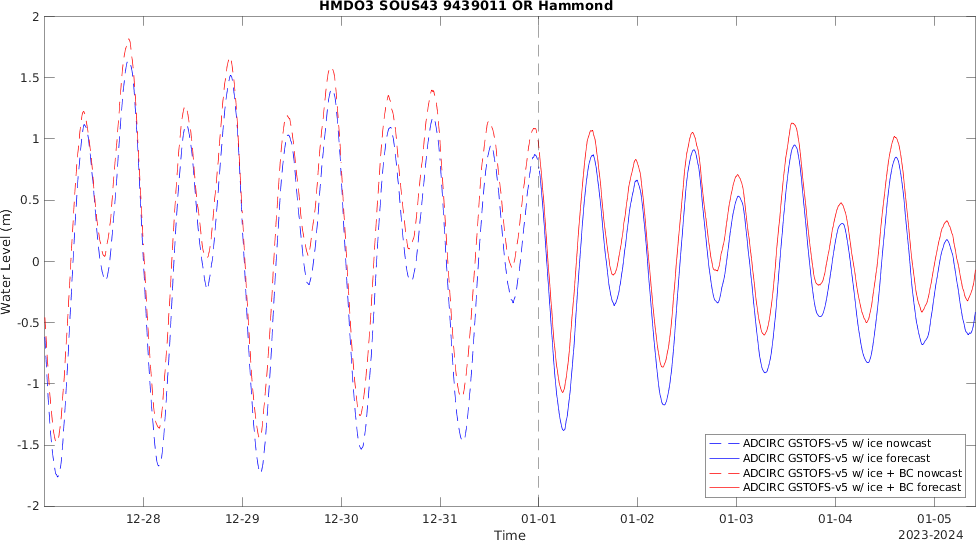 HMDO3 SOUS43 9439011 OR Hammond
2
1.5
1
0.5
0
-0.5
-1
-1.5
-2
Water Level (m)
12-28
12-29
12-30
12-31
01-01
01-02
01-03
01-04
01-05
2023-2024
Time
ADCIRC GSTOFS-v5 w/ ice nowcast
ADCIRC GSTOFS-v5 w/ ice forecast
ADCIRC GSTOFS-v5 w/ ice + BC nowcast
ADCIRC GSTOFS-v5 w/ ice + BC forecast